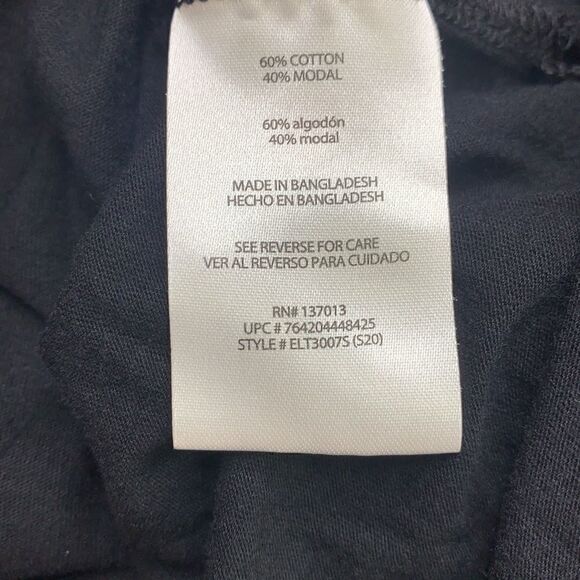 60% COTTON
40% MODAL
60% algodón
40% modal
MADE IN BANGLADESH
HECHO EN BANGLADESH
SEE REVERSE FOR CARE
VER AL REVERSO PARA CUIDADO
RN# 137013
UPC # 764204448425
STYLE # ELT3007S (S20)